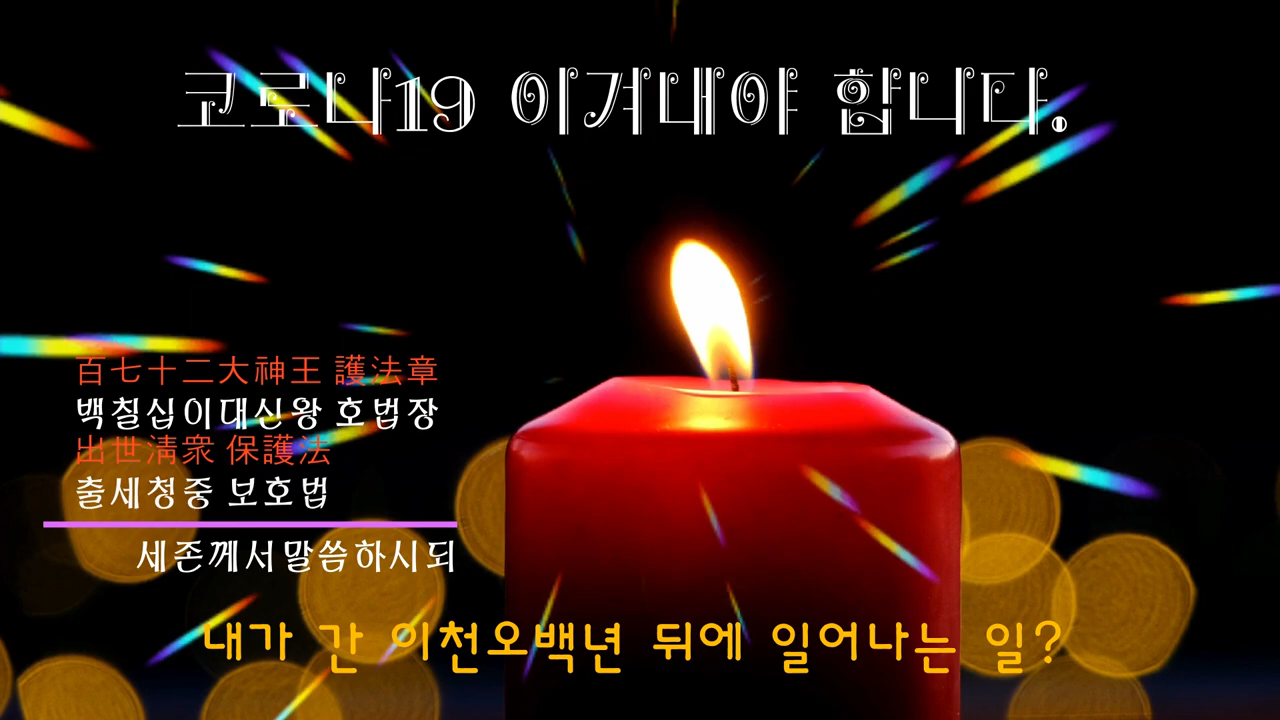 코로나19 이겨내야 합니다.
百七十二大神王 護法章
백칠십이대신왕 호법장
出世淸衆 保護法
출세청중 보호법
세존께서말씀하시되
내가 간 이천오백년 뒤에 일어나는 일?